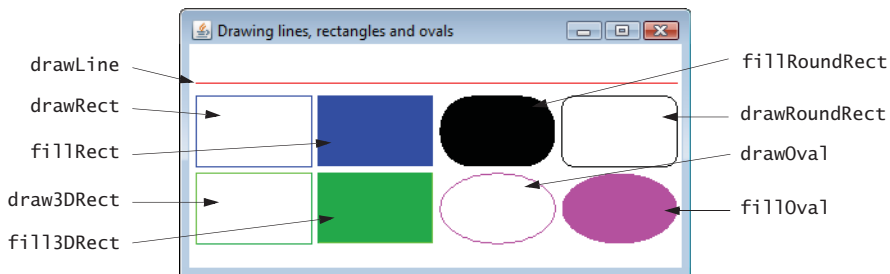 Drawing lines, rectangles and ovals
drawLine
drawRect
fillRect
draw3DRect
fill3DRect
fillRoundRect
drawRoundRect
drawOval
fillOval